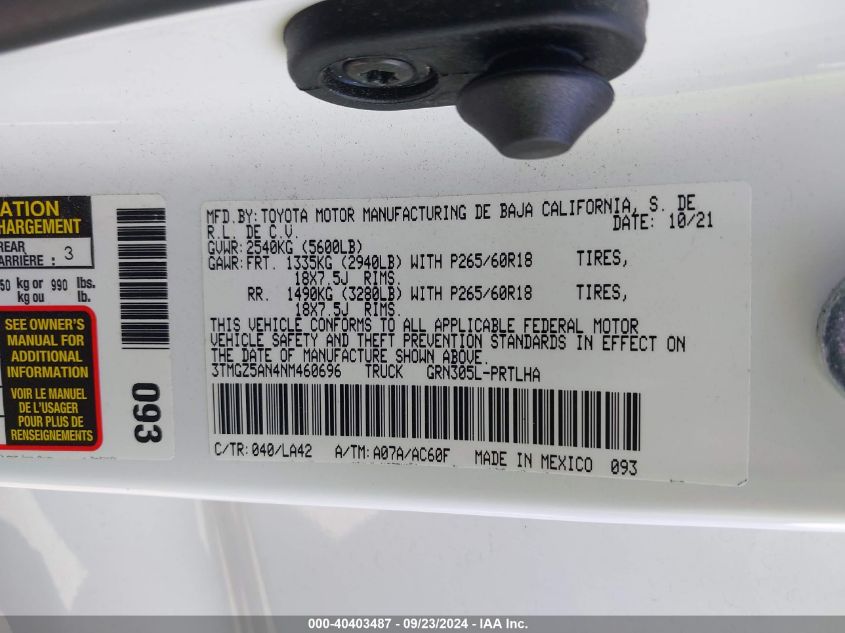 ATION
CHARGEMENT
REAR
ARRIÈRE : 3
50 kg or 990 lbs.
kg ou lb.
SEE OWNER'S
MANUAL FOR
ADDITIONAL
INFORMATION
VOIR LE MANUEL
DE L'USAGER
POUR PLUS DE
RENSEIGNEMENTS
093
MFD.BY:TOYOTA MOTOR MANUFACTURING DE BAJA CALIFORNIA, S. DE
R.L. DE C.V. DATE: 10/21
GVWR:2540KG (5600LB)
GAWR:FRT. 1335KG (2940LB) WITH P265/60R18 TIRES,
18X7.5J RIMS.
RR. 1490KG (3280LB) WITH P265/60R18 TIRES,
18X7.5J RIMS.
THIS VEHICLE CONFORMS TO ALL APPLICABLE FEDERAL MOTOR
VEHICLE SAFETY AND THEFT PREVENTION STANDARDS IN EFFECT ON
THE DATE OF MANUFACTURE SHOWN ABOVE.
3TMGZ5AN4NM460696 TRUCK GRN305L-PRTLHA
C/TR:040/LA42 A/TM:A07A/AC60F MADE IN MEXICO 093
000-40403487 - 09/23/2024 - IAA Inc.